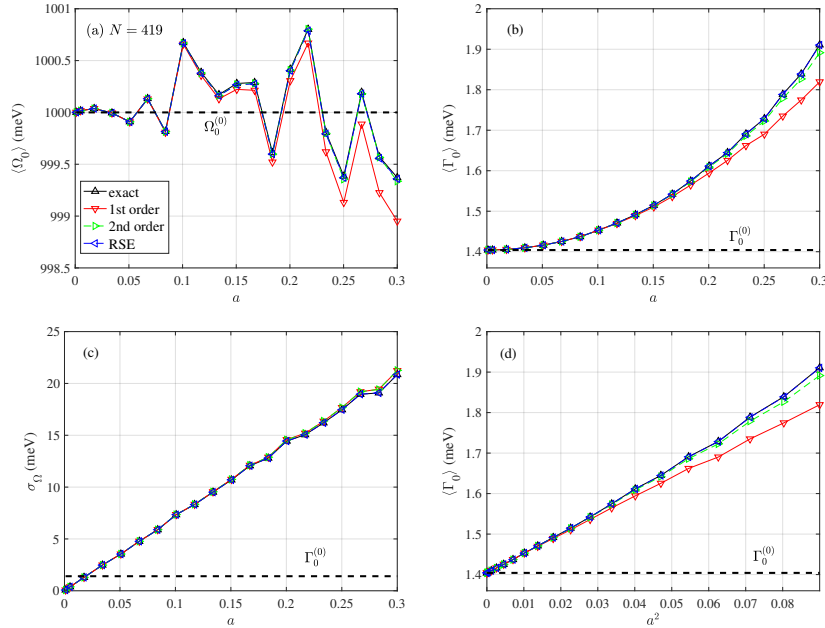 (a) N = 419
1001
1000.5
1000
999.5
999
998.5
⟨Ω₀⟩ (meV)
Ω₀⁽⁰⁾
exact
1st order
2nd order
RSE
0 0.05 0.1 0.15 0.2 0.25 0.3
a
(b)
2
1.9
1.8
1.7
1.6
1.5
1.4
1.3
⟨Γ₀⟩ (meV)
Γ₀⁽⁰⁾
0 0.05 0.1 0.15 0.2 0.25 0.3
a
(c)
25
20
15
10
5
0
σ_Ω (meV)
Γ₀⁽⁰⁾
0 0.05 0.1 0.15 0.2 0.25 0.3
a
(d)
2
1.9
1.8
1.7
1.6
1.5
1.4
1.3
⟨Γ₀⟩ (meV)
Γ₀⁽⁰⁾
0 0.01 0.02 0.03 0.04 0.05 0.06 0.07 0.08
a²